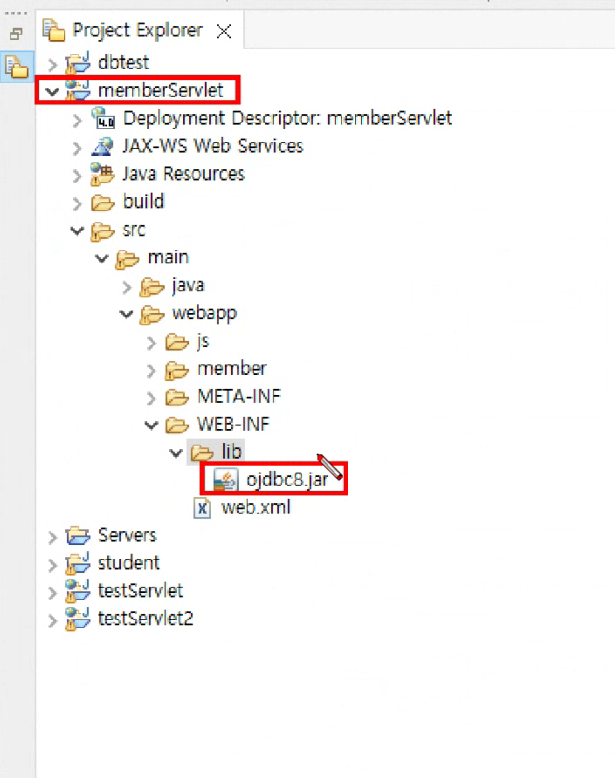 Project Explorer
dbtest
memberServlet
Deployment Descriptor: memberServlet
JAX-WS Web Services
Java Resources
build
src
main
java
webapp
js
member
META-INF
WEB-INF
lib
ojdbc8.jar
web.xml
Servers
student
testServlet
testServlet2